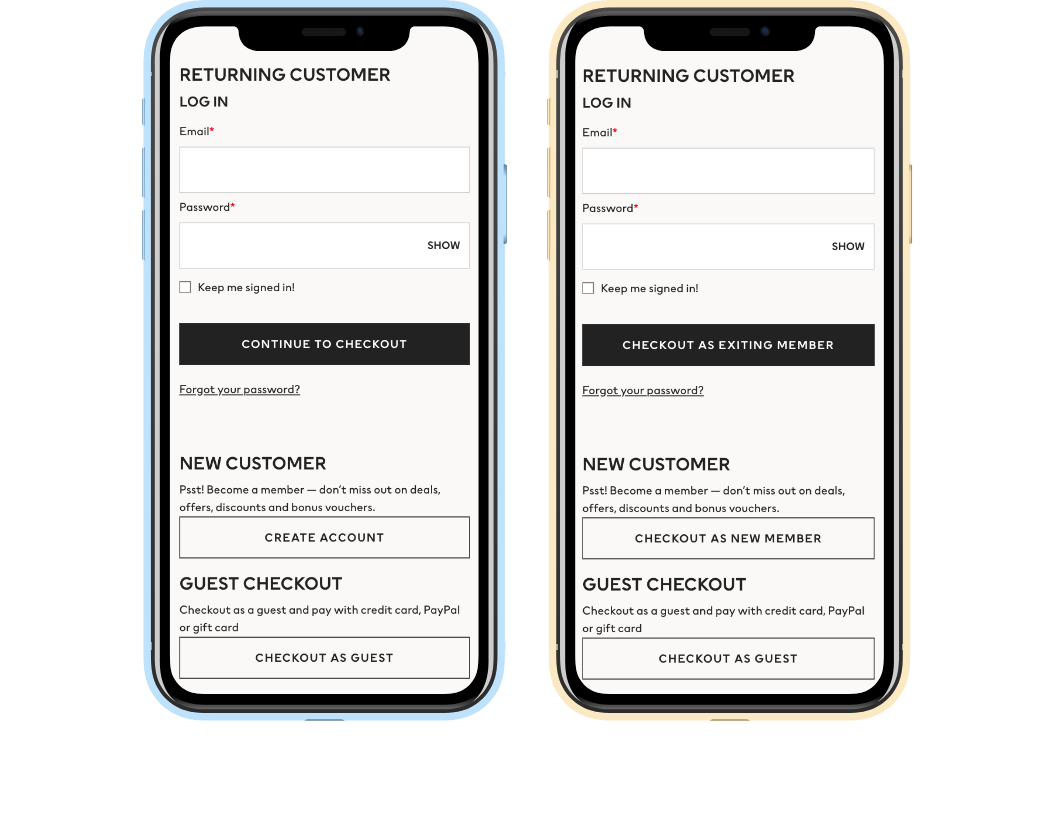 RETURNING CUSTOMER
LOG IN
Email*
Password*
SHOW
Keep me signed in!
CONTINUE TO CHECKOUT
Forgot your password?
NEW CUSTOMER
Psst! Become a member — don't miss out on deals,
offers, discounts and bonus vouchers.
CREATE ACCOUNT
GUEST CHECKOUT
Checkout as a guest and pay with credit card, PayPal
or gift card
CHECKOUT AS GUEST
RETURNING CUSTOMER
LOG IN
Email*
Password*
SHOW
Keep me signed in!
CHECKOUT AS EXITING MEMBER
Forgot your password?
NEW CUSTOMER
Psst! Become a member — don't miss out on deals,
offers, discounts and bonus vouchers.
CHECKOUT AS NEW MEMBER
GUEST CHECKOUT
Checkout as a guest and pay with credit card, PayPal
or gift card
CHECKOUT AS GUEST